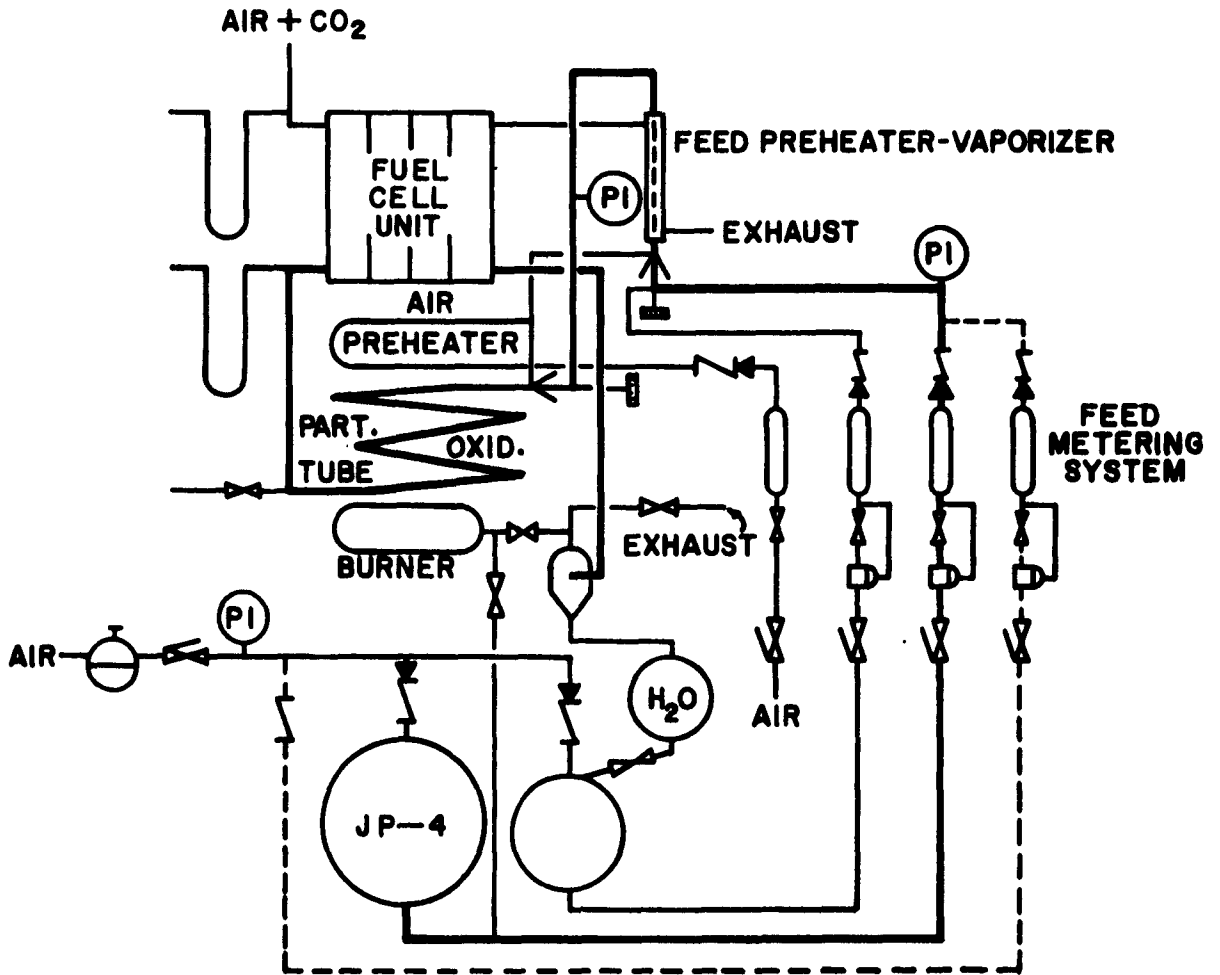 AIR + CO2
FEED PREHEATER-VAPORIZER
FUEL
CELL
UNIT
PI
EXHAUST
PI
AIR
PREHEATER
PART. OXID.
TUBE
FEED
METERING
SYSTEM
EXHAUST
BURNER
PI
AIR
H2O
AIR
JP-4